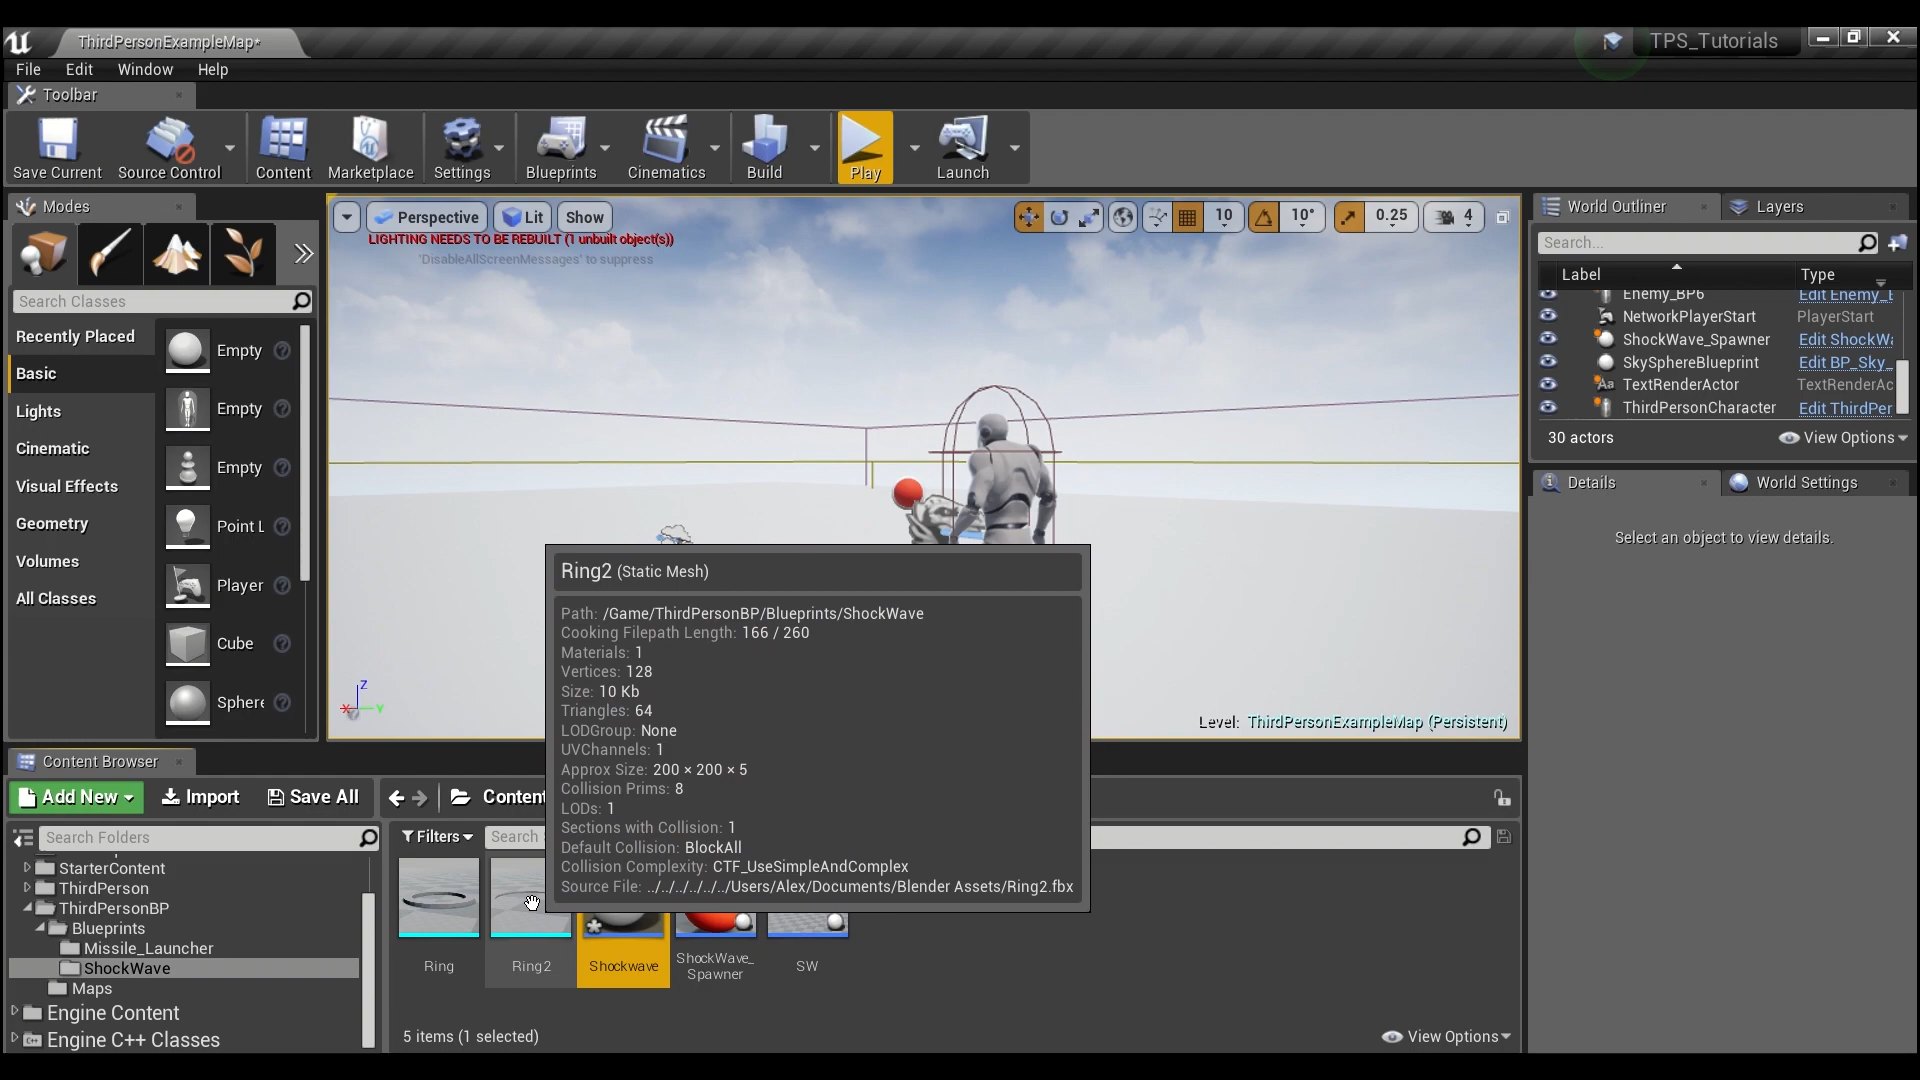 ThirdPersonExampleMap*
TPS_Tutorials
File Edit Window Help
Toolbar
Save Current
Source Control
Content
Marketplace
Settings
Blueprints
Cinematics
Build
Play
Launch
Modes
Search Classes
Recently Placed
Basic
Lights
Cinematic
Visual Effects
Geometry
Volumes
All Classes
Empty
Empty
Empty
Point L
Player
Cube
Sphere
Perspective
Lit
Show
10
10°
0.25
4
LIGHTING NEEDS TO BE REBUILT (1 unbuilt object(s))
'DisableAllScreenMessages' to suppress
Z
X
Y
Level: ThirdPersonExampleMap (Persistent)
World Outliner
Layers
Search...
Label
Type
Enemy_BP6 Edit Enemy_E
NetworkPlayerStart PlayerStart
ShockWave_Spawner Edit ShockWa
SkySphereBlueprint Edit BP_Sky_
TextRenderActor TextRenderAc
ThirdPersonCharacter Edit ThirdPer
30 actors
View Options
Details
World Settings
Select an object to view details.
Ring2 (Static Mesh)
Path: /Game/ThirdPersonBP/Blueprints/ShockWave
Cooking Filepath Length: 166 / 260
Materials: 1
Vertices: 128
Size: 10 Kb
Triangles: 64
LODGroup: None
UVChannels: 1
Approx Size: 200 × 200 × 5
Collision Prims: 8
LODs: 1
Sections with Collision: 1
Default Collision: BlockAll
Collision Complexity: CTF_UseSimpleAndComplex
Source File: ../../../../../../Users/Alex/Documents/Blender Assets/Ring2.fbx
Content Browser
Add New
Import
Save All
Content
Search Folders
Filters
Search
StarterContent
ThirdPerson
ThirdPersonBP
Blueprints
Missile_Launcher
ShockWave
Maps
Engine Content
Engine C++ Classes
Ring
Ring2
Shockwave
ShockWave_
Spawner
SW
5 items (1 selected)
View Options